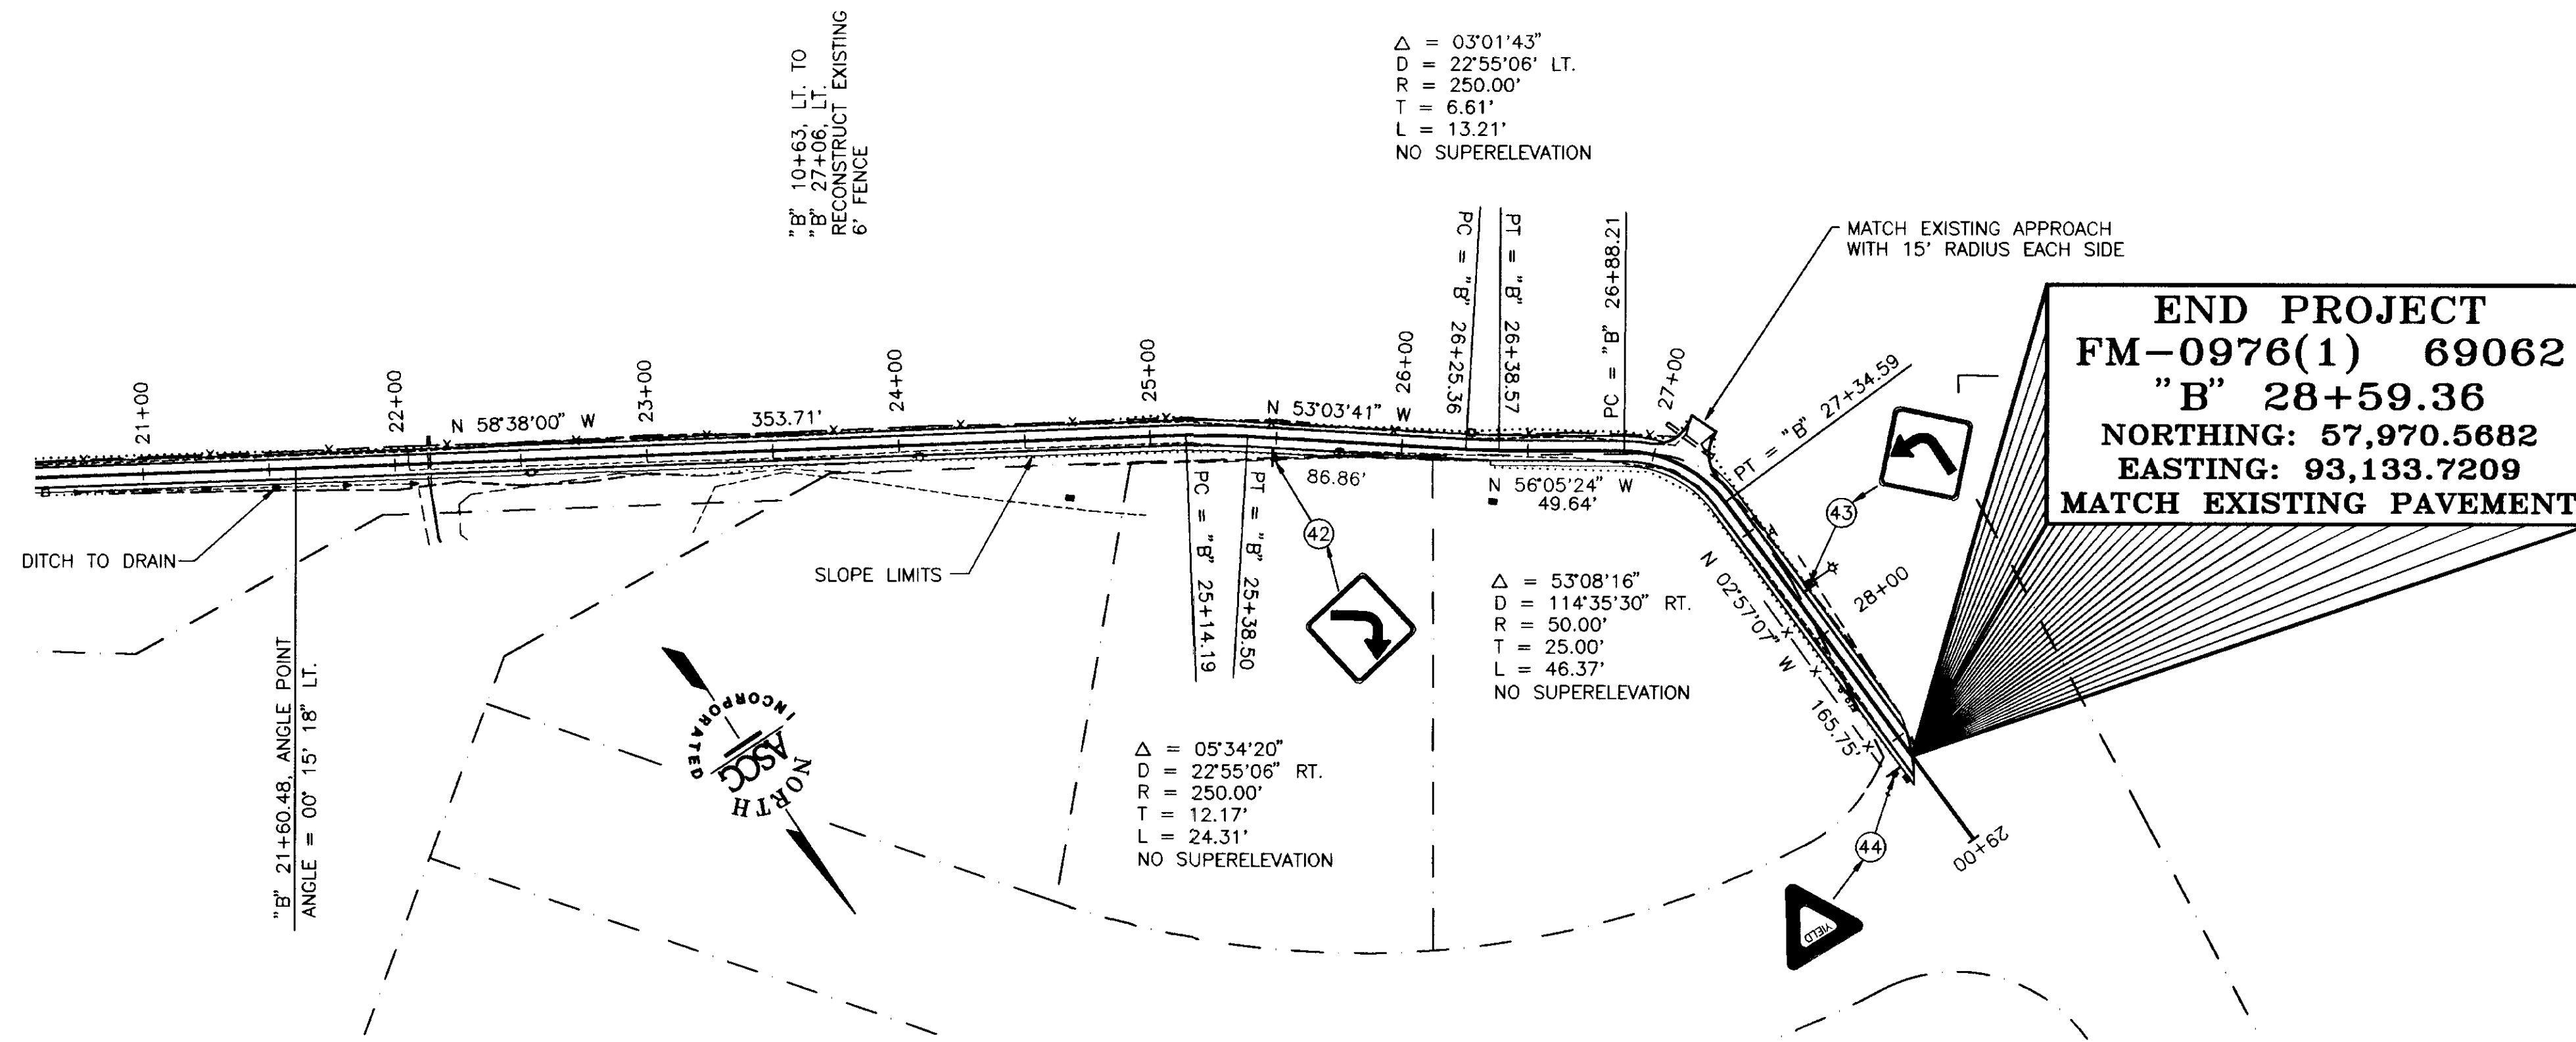 "B" 10+63, LT. TO
"B" 27+06, LT.
RECONSTRUCT EXISTING
6' FENCE
Δ = 03°01'43"
D = 22°55'06' LT.
R = 250.00'
T = 6.61'
L = 13.21'
NO SUPERELEVATION
MATCH EXISTING APPROACH
WITH 15' RADIUS EACH SIDE
END PROJECT
FM-0976(1) 69062
"B" 28+59.36
NORTHING: 57,970.5682
EASTING: 93,133.7209
MATCH EXISTING PAVEMENT
PC = "B" 26+25.36
PT = "B" 26+38.57
PC = "B" 26+88.21
PT = "B" 27+34.59
21+00
22+00
23+00
24+00
25+00
26+00
27+00
28+00
29+00
N 58°38'00" W
353.71'
N 53°03'41" W
86.86'
N 56°05'24" W
49.64'
N 02°57'07" W
165.75'
DITCH TO DRAIN
SLOPE LIMITS
"B" 21+60.48, ANGLE POINT
ANGLE = 00° 15' 18" LT.
PC = "B" 25+14.19
PT = "B" 25+38.50
42
43
44
Δ = 53°08'16"
D = 114°35'30" RT.
R = 50.00'
T = 25.00'
L = 46.37'
NO SUPERELEVATION
Δ = 05°34'20"
D = 22°55'06" RT.
R = 250.00'
T = 12.17'
L = 24.31'
NO SUPERELEVATION
INCORPORATED
ASCG
NORTH
YIELD
B